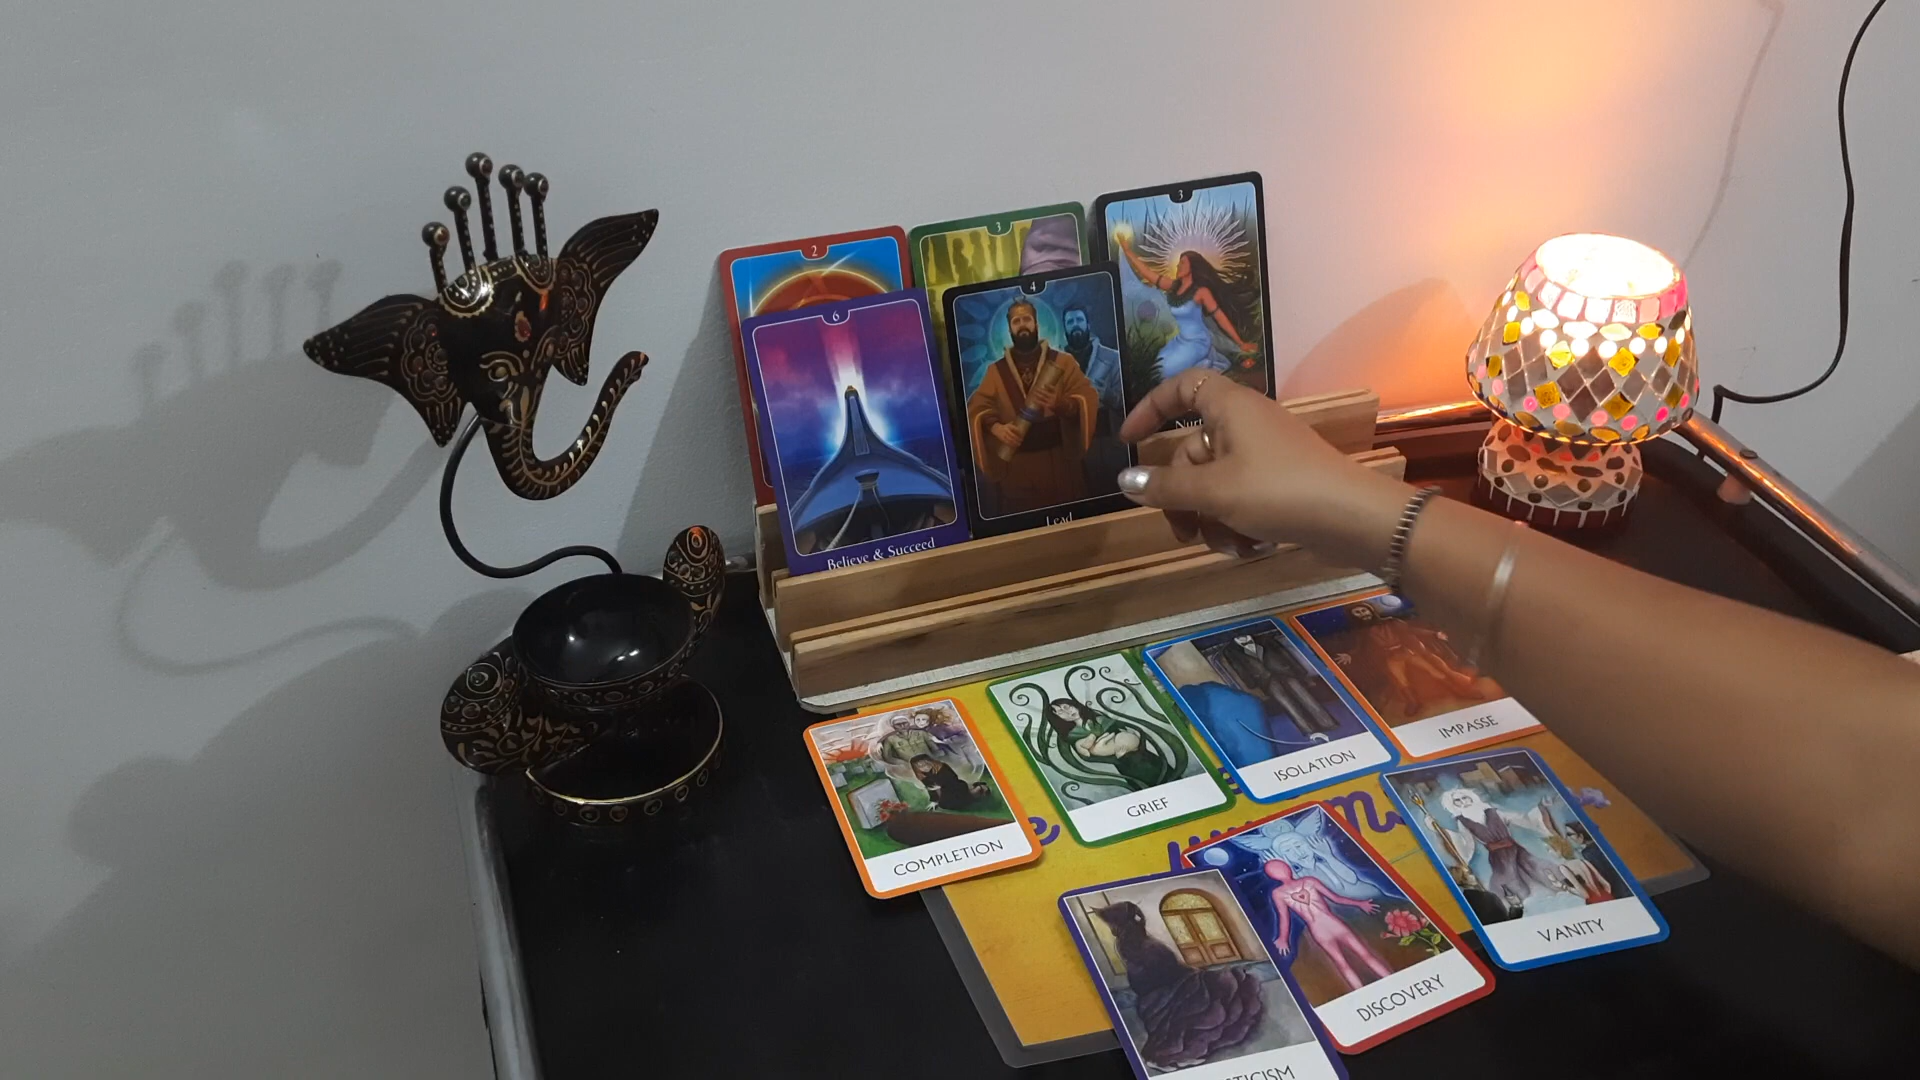 2
3
3
6
4
Believe & Succeed
Lead
COMPLETION
GRIEF
ISOLATION
IMPASSE
DISCOVERY
VANITY